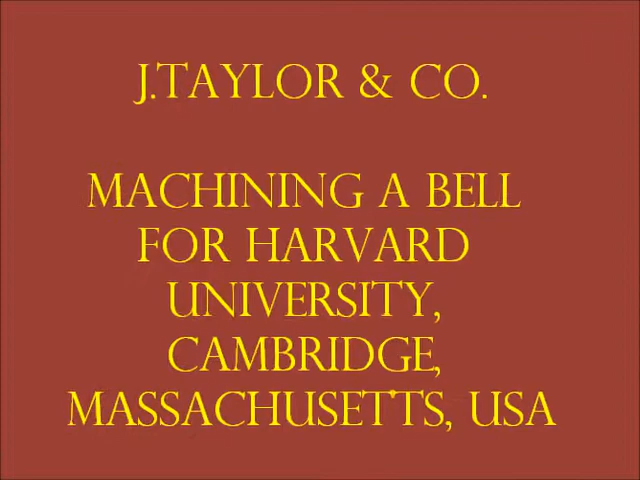 J.TAYLOR & CO.
MACHINING A BELL
FOR HARVARD
UNIVERSITY,
CAMBRIDGE,
MASSACHUSETTS, USA